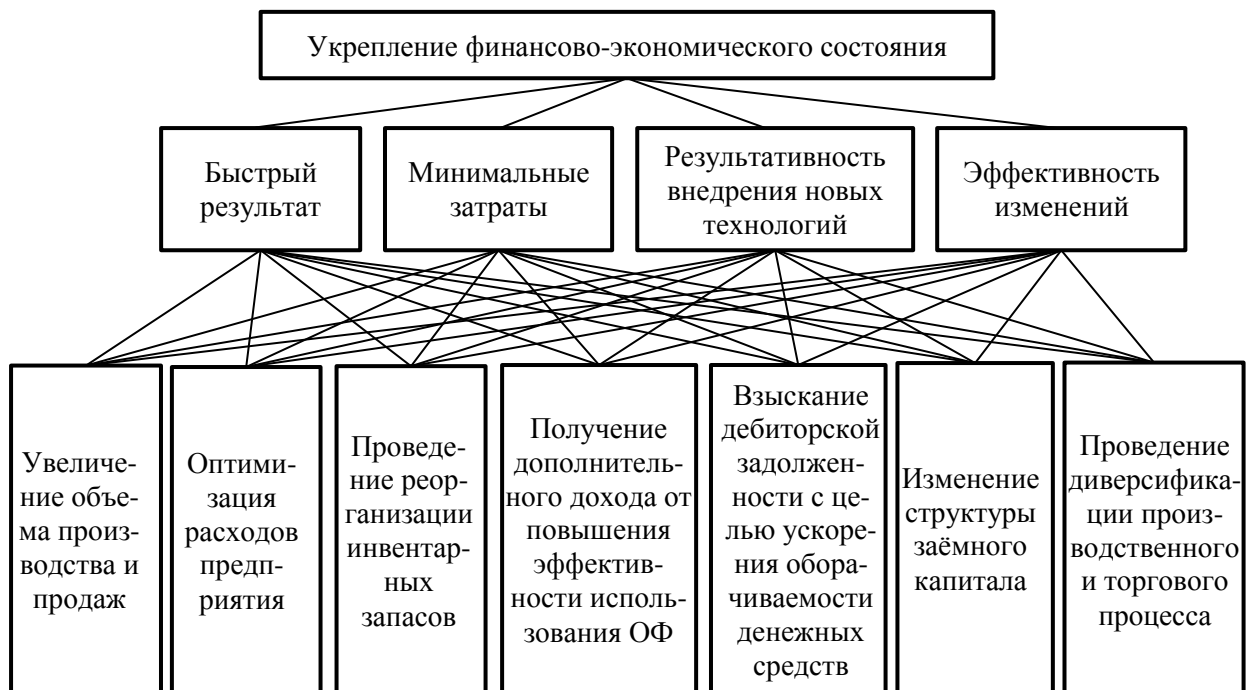 Укрепление финансово-экономического состояния
Быстрый
результат
Минимальные
затраты
Результативность
внедрения новых
технологий
Эффективность
изменений
Увеличе-
ние объе-
ма произ-
водства и
продаж
Оптими-
зация
расходов
предп-
риятия
Проведе-
ние реор-
ганизации
инвентар-
ных
запасов
Получение
дополнитель-
ного дохода от
повышения
эффектив-
ности исполь-
зования ОФ
Взыскание
дебиторской
задолжен-
ности с це-
лью ускоре-
ния обора-
чиваемости
денежных
средств
Изменение
структуры
заёмного
капитала
Проведение
диверсифика-
ции произ-
водственного
и торгового
процесса